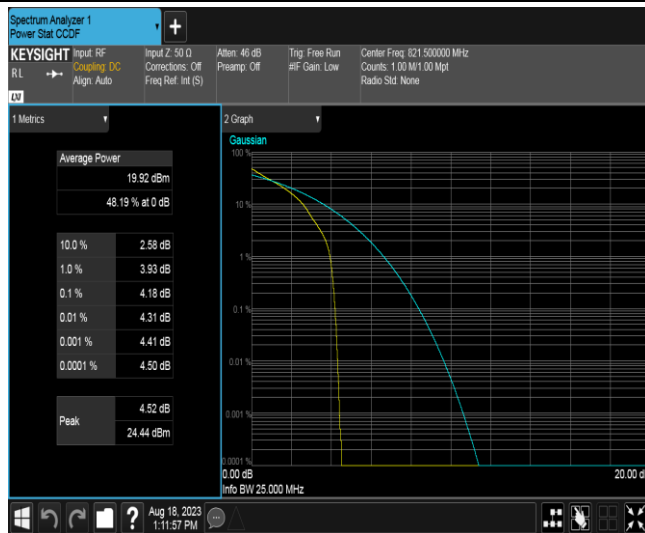 Spectrum Analyzer 1
Power Stat CCDF
+
KEYSIGHT
RL
Input: RF
Coupling: DC
Align: Auto
Input Z: 50 Ω
Corrections: Off
Freq Ref: Int (S)
Atten: 46 dB
Preamp: Off
Trig: Free Run
#IF Gain: Low
Center Freq: 821.500000 MHz
Counts: 1.00 M/1.00 Mpt
Radio Std: None
1 Metrics
Average Power
19.92 dBm
48.19 % at 0 dB
10.0 % 2.58 dB
1.0 % 3.93 dB
0.1 % 4.18 dB
0.01 % 4.31 dB
0.001 % 4.41 dB
0.0001 % 4.50 dB
Peak
4.52 dB
24.44 dBm
2 Graph
Gaussian
100 %
10 %
1 %
0.1 %
0.01 %
0.001 %
0.0001 %
0.00 dB
20.00 d
Info BW 25.000 MHz
?
Aug 18, 2023
1:11:57 PM